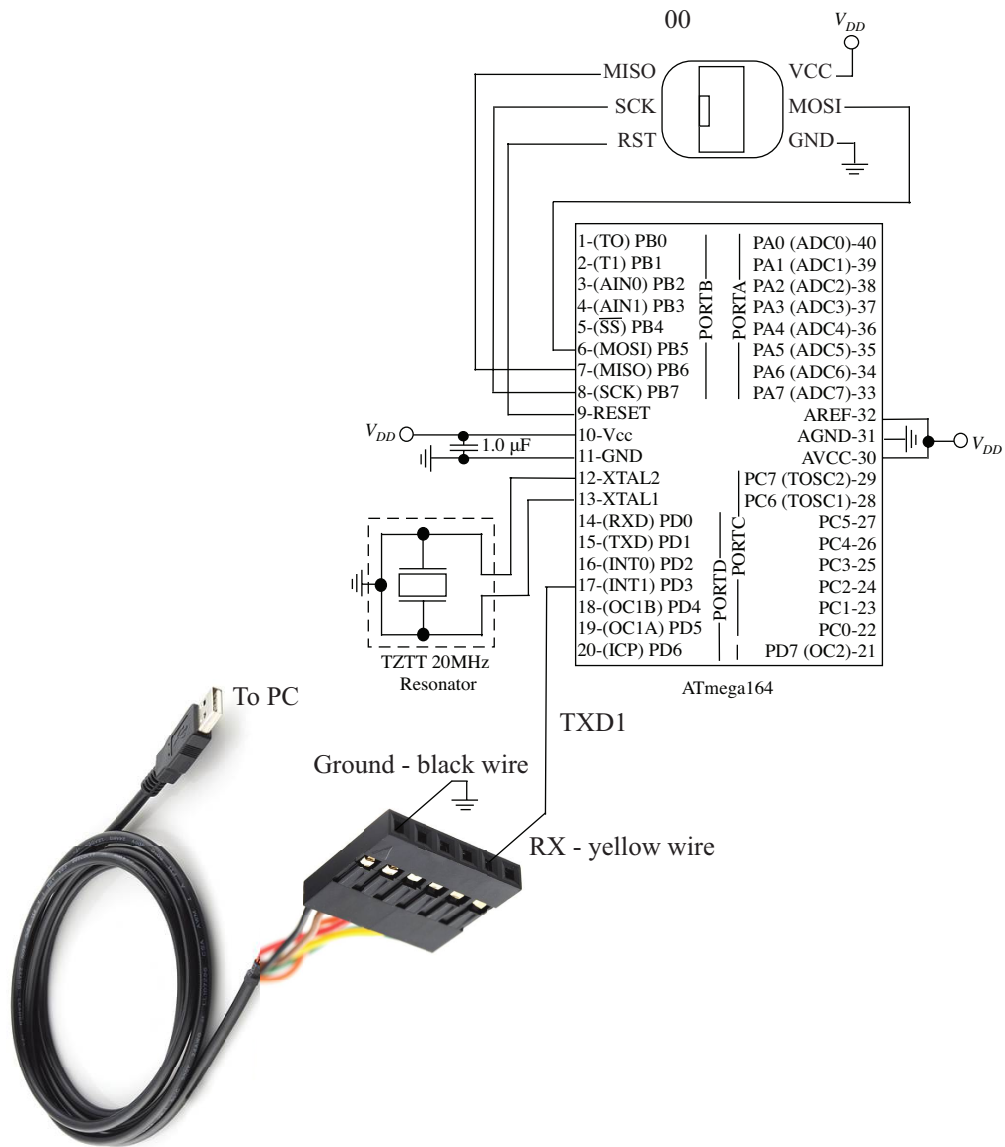 00
V_DD
MISO
VCC
SCK
MOSI
RST
GND
1-(TO) PB0
2-(T1) PB1
3-(AIN0) PB2
4-(AIN1) PB3
5-(S̅S̅) PB4
6-(MOSI) PB5
7-(MISO) PB6
8-(SCK) PB7
9-RESET
10-Vcc
11-GND
12-XTAL2
13-XTAL1
14-(RXD) PD0
15-(TXD) PD1
16-(INT0) PD2
17-(INT1) PD3
18-(OC1B) PD4
19-(OC1A) PD5
20-(ICP) PD6
PORTB
PORTA
PORTD
PORTC
PA0 (ADC0)-40
PA1 (ADC1)-39
PA2 (ADC2)-38
PA3 (ADC3)-37
PA4 (ADC4)-36
PA5 (ADC5)-35
PA6 (ADC6)-34
PA7 (ADC7)-33
AREF-32
AGND-31
AVCC-30
PC7 (TOSC2)-29
PC6 (TOSC1)-28
PC5-27
PC4-26
PC3-25
PC2-24
PC1-23
PC0-22
PD7 (OC2)-21
V_DD
1.0 μF
V_DD
TZTT 20MHz
Resonator
ATmega164
To PC
TXD1
Ground - black wire
RX - yellow wire